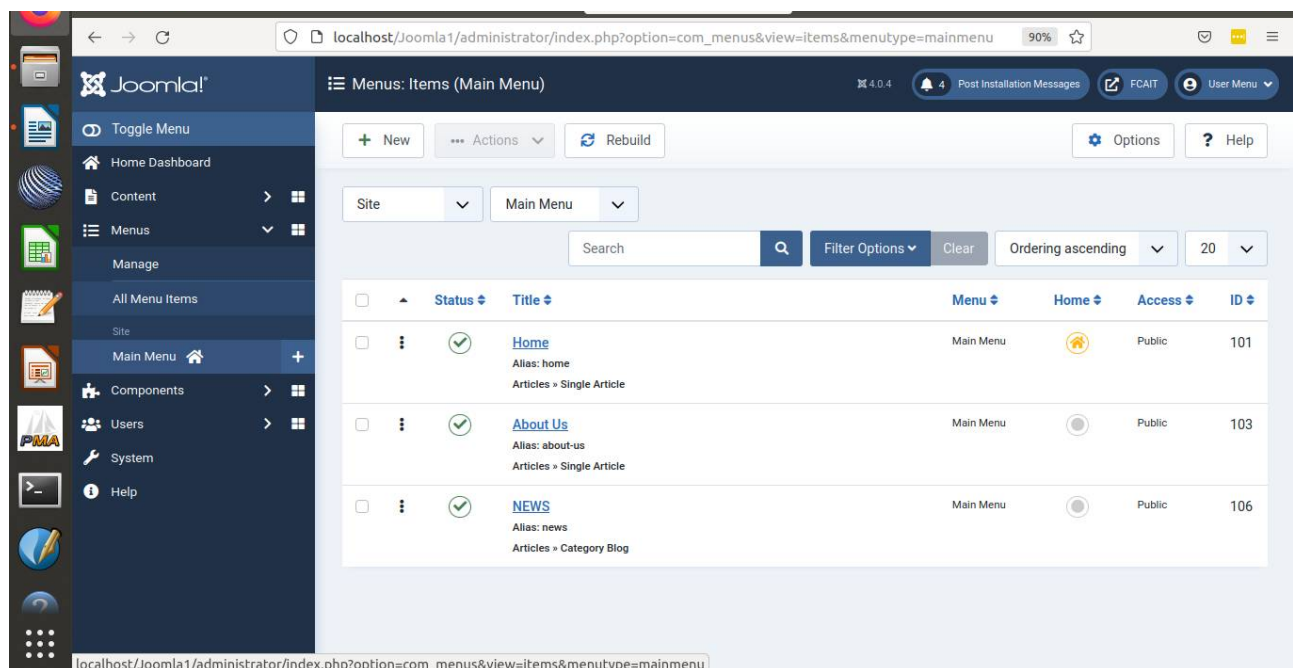 localhost/Joomla1/administrator/index.php?option=com_menus&view=items&menutype=mainmenu 90%
Joomla!®
Menus: Items (Main Menu) 4.0.4 4 Post Installation Messages FCAIT User Menu
Toggle Menu
Home Dashboard
Content
Menus
Manage
All Menu Items
Site
Main Menu +
Components
Users
System
Help
PMA
>_
?
+ New ... Actions Rebuild Options ? Help
Site Main Menu
Search Filter Options Clear Ordering ascending 20
Status Title Menu Home Access ID
Home Main Menu Public 101
Alias: home
Articles » Single Article
About Us Main Menu Public 103
Alias: about-us
Articles » Single Article
NEWS Main Menu Public 106
Alias: news
Articles » Category Blog
localhost/Joomla1/administrator/index.php?option=com_menus&view=items&menutype=mainmenu